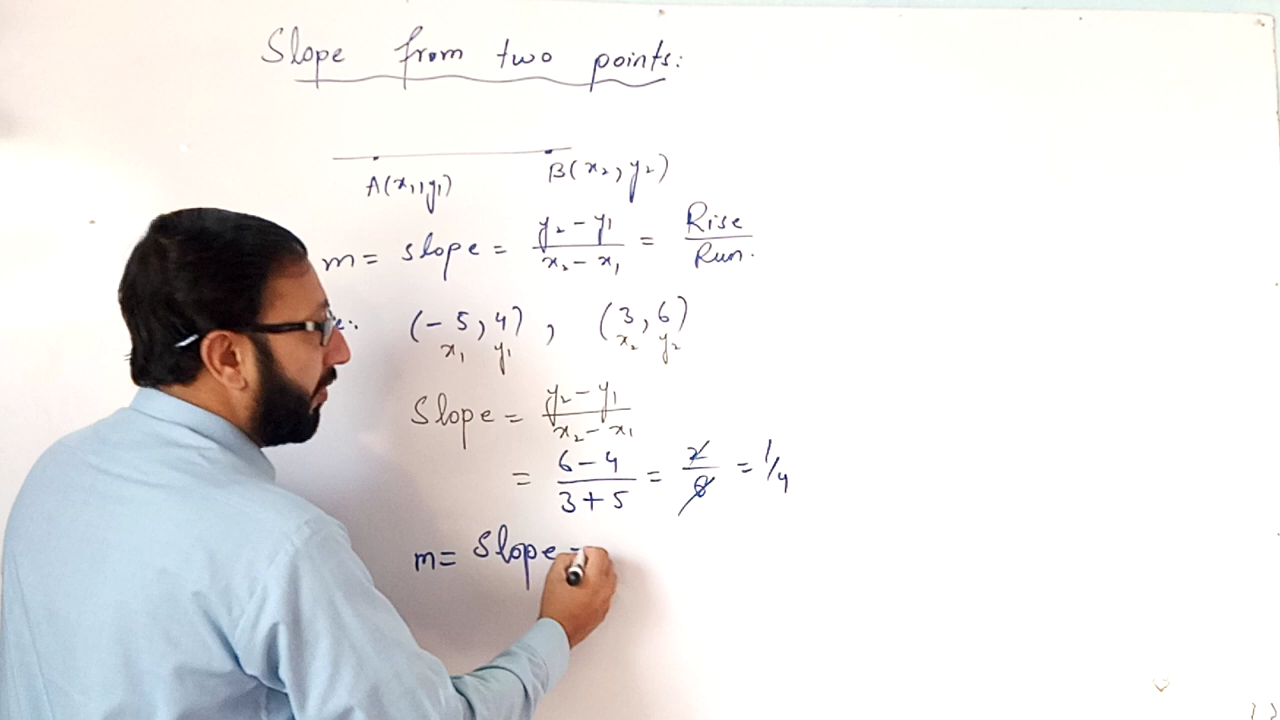 Slope from two points:
A(x₁,y₁) B(x₂,y₂)
m = slope = y₂-y₁/x₂-x₁ = Rise/Run.
(-5,4), (3,6)
x₁ y₁ x₂ y₂
Slope = y₂-y₁/x₂-x₁
= 6-4/3+5 = 2/8 = 1/4
m = Slope =